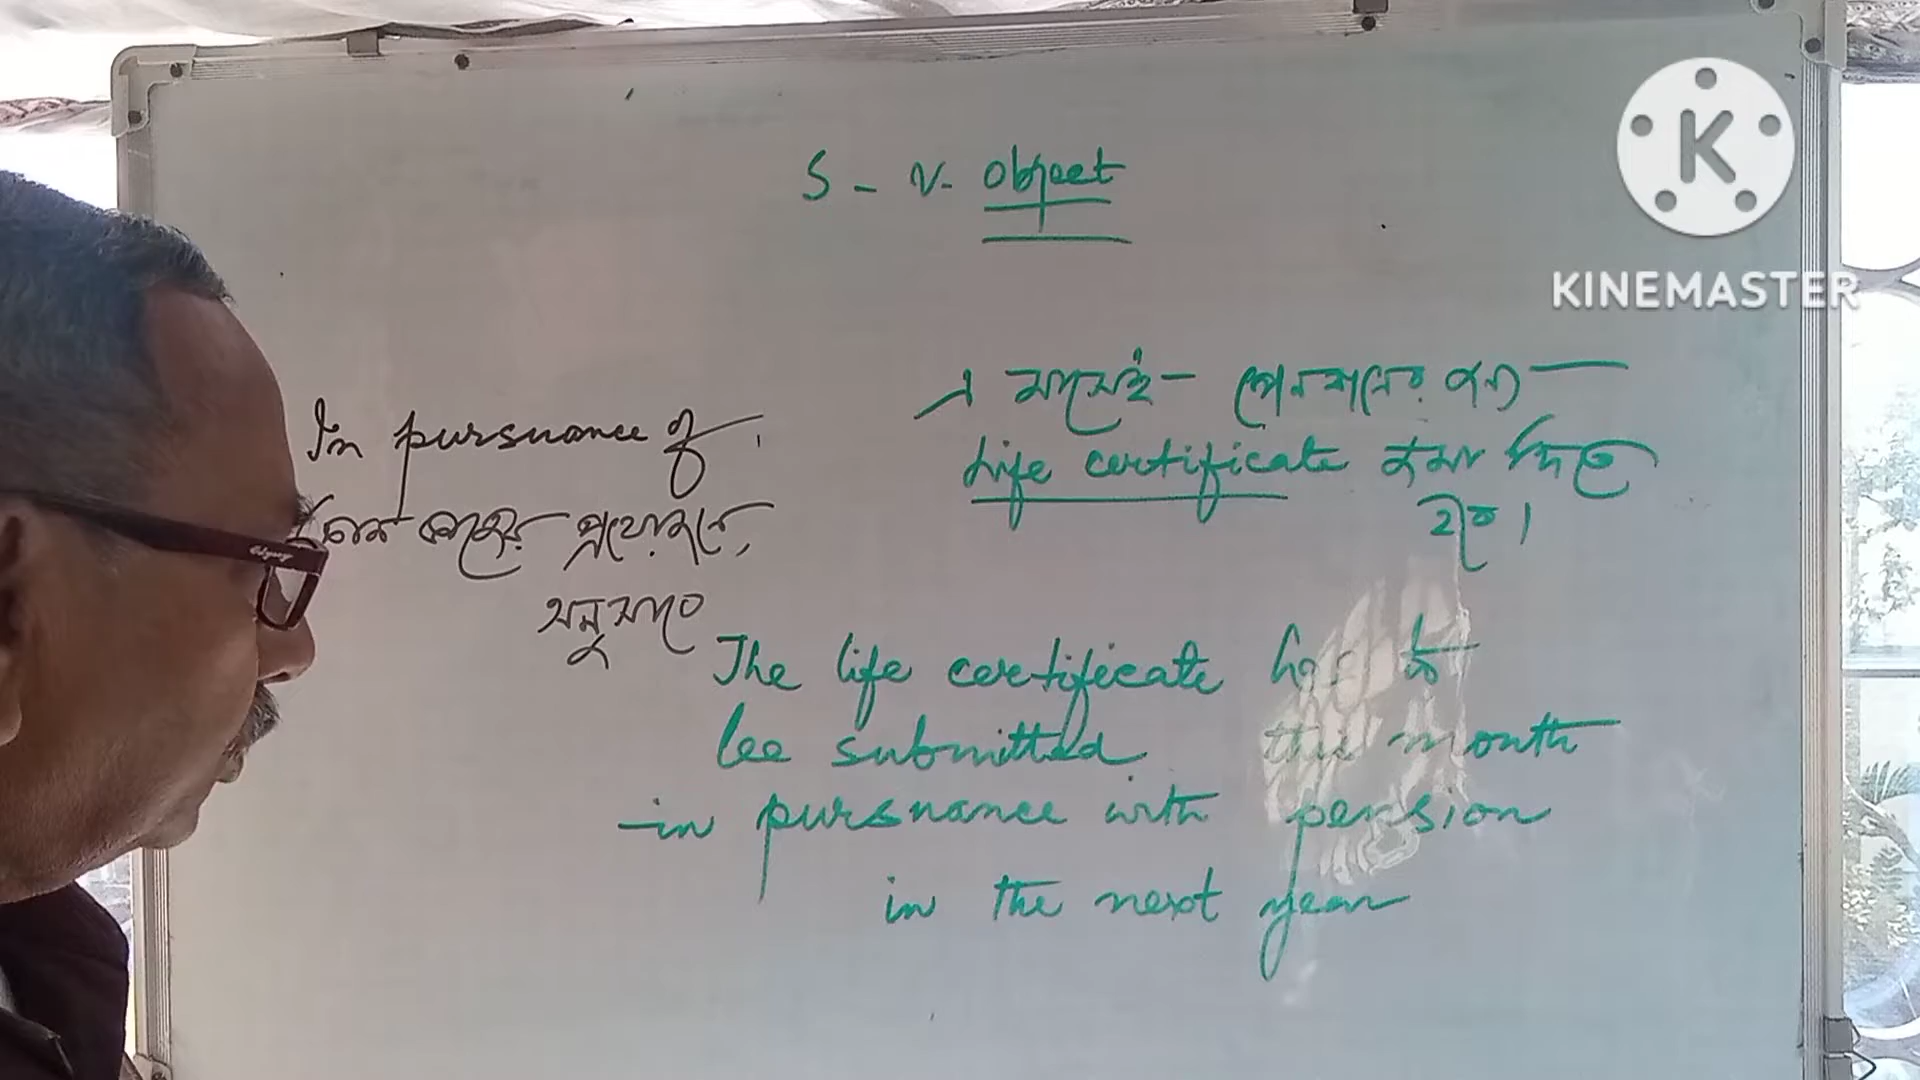 S - V - Object
In pursuance of,
কোন কাজের প্রয়োজনে,
অনুসারে
এ মাসেই - পেনশনের জন্য
Life certificate জমা দিতে
হবে।
The life certificate has to
be submitted this month
in pursuance with pension
in the next year
K
KINEMASTER